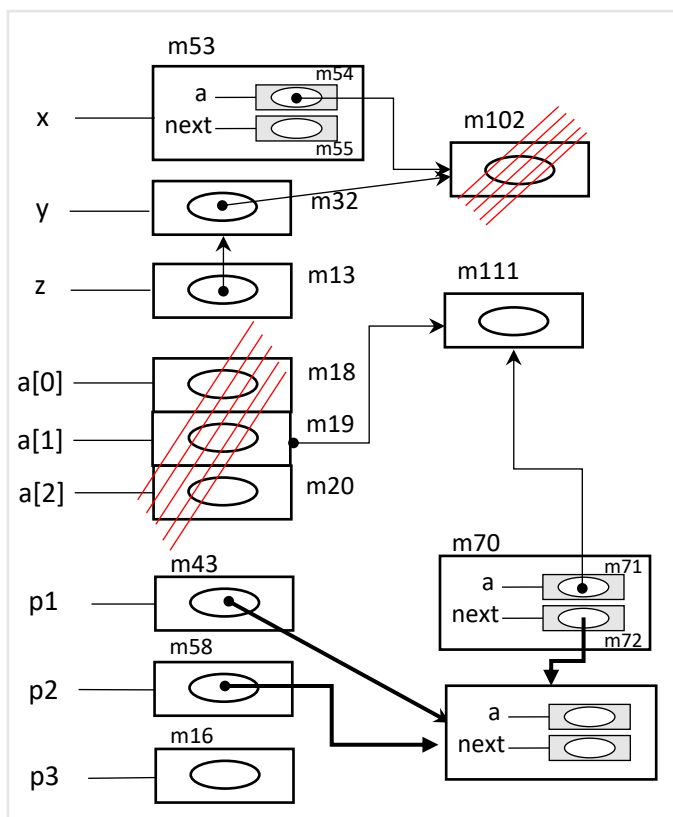 m53
m54
a
x
next
m55
m102
y
m32
z
m13
m111
a[0]
m18
a[1]
m19
a[2]
m20
m43
m70
m71
a
p1
next
m58
m72
p2
a
m16
next
p3